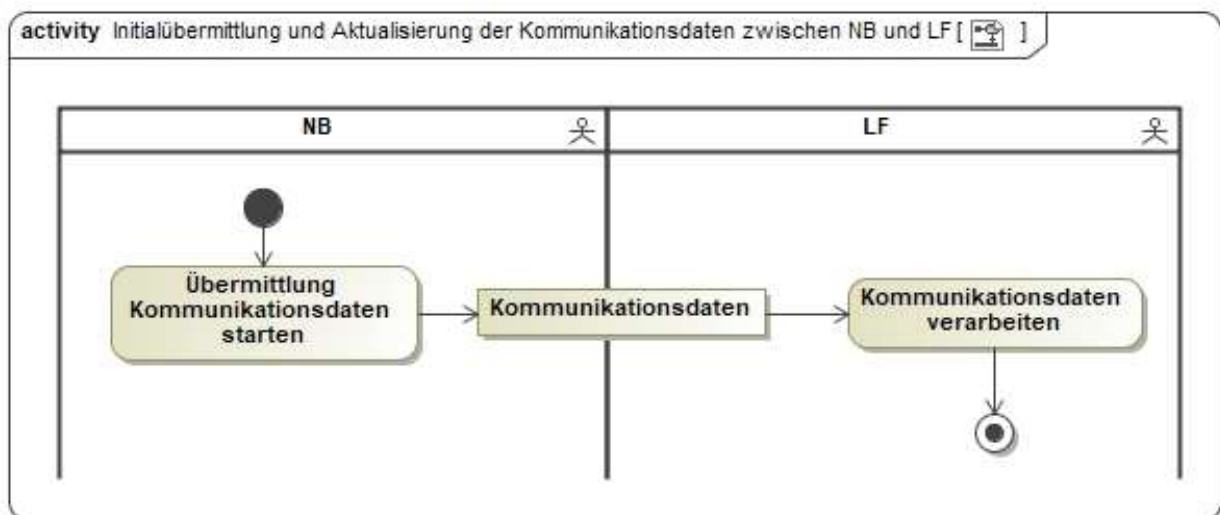 activity Initialübermittlung und Aktualisierung der Kommunikationsdaten zwischen NB und LF [ ]
NB
LF
Übermittlung
Kommunikationsdaten
starten
Kommunikationsdaten
Kommunikationsdaten
verarbeiten